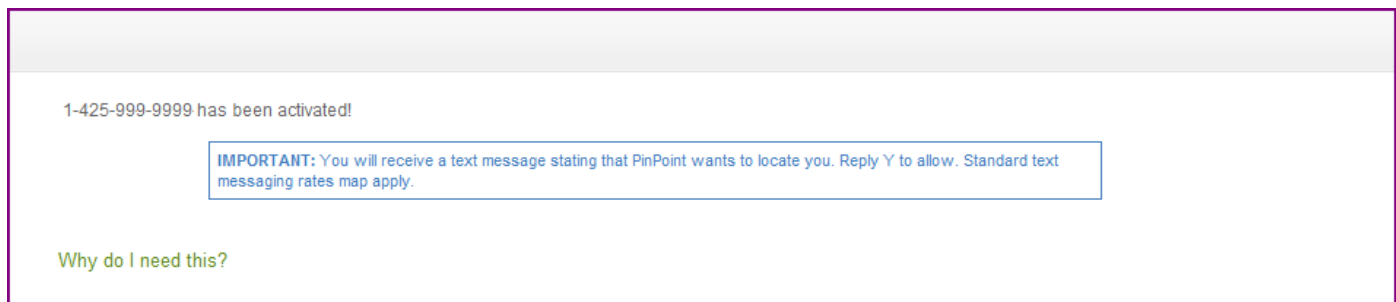 1-425-999-9999 has been activated!
IMPORTANT: You will receive a text message stating that PinPoint wants to locate you. Reply Y to allow. Standard text
messaging rates map apply.
Why do I need this?